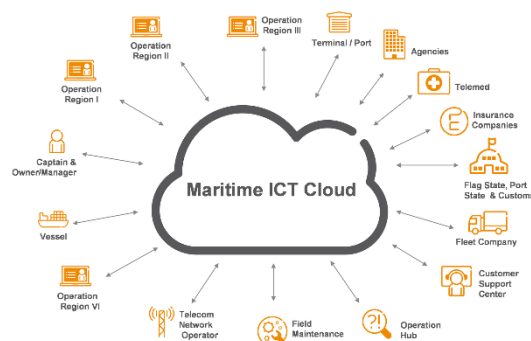 Operation
Region III
Terminal / Port
Operation
Region II
Agencies
Operation
Region I
Telemed
Insurance
Companies
Captain &
Owner/Manager
Maritime ICT Cloud
Flag State, Port
State & Custom
Vessel
Fleet Company
Operation
Region VI
Customer
Support
Center
Telecom
Network
Operator
Field
Maintenance
?!
Operation
Hub